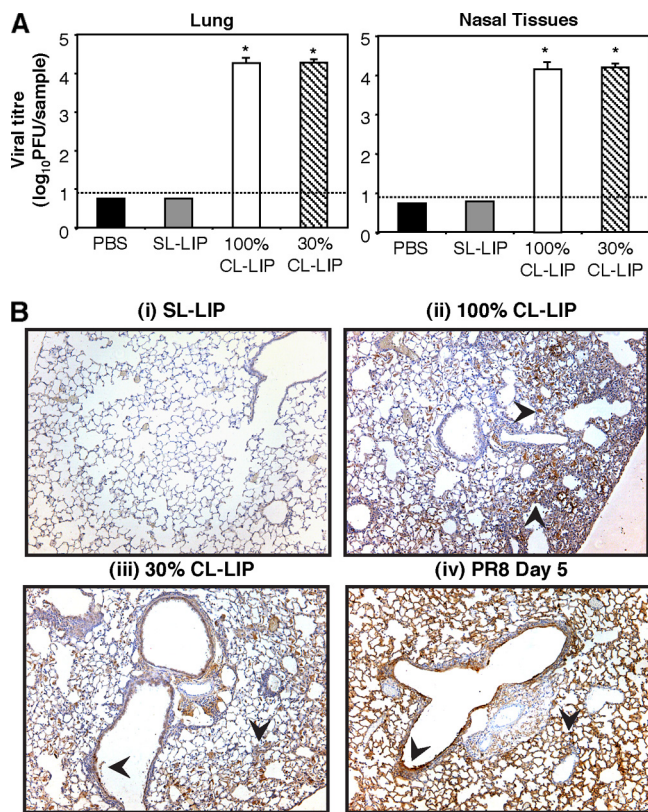 A
Lung
Nasal Tissues
Viral titre
(log10PFU/sample)
5
4
3
2
1
0
*
*
PBS
SL-LIP
100%
CL-LIP
30%
CL-LIP
5
4
3
2
1
0
*
*
PBS
SL-LIP
100%
CL-LIP
30%
CL-LIP
B
(i) SL-LIP
(ii) 100% CL-LIP
(iii) 30% CL-LIP
(iv) PR8 Day 5